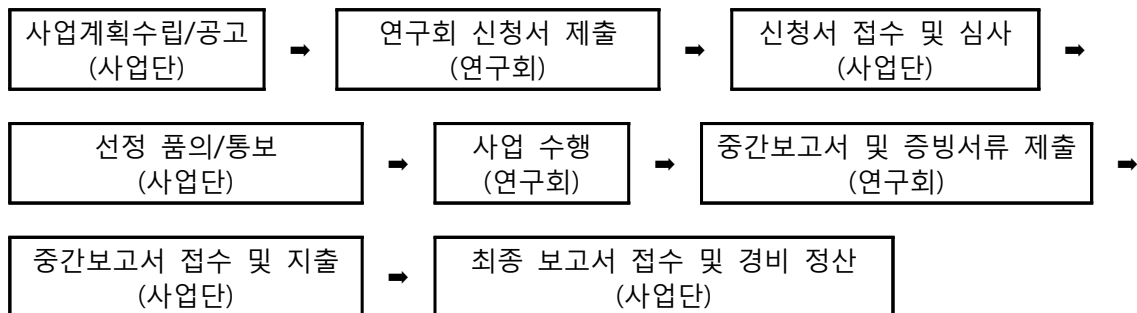 사업계획수립/공고 ➡ 연구회 신청서 제출 ➡ 신청서 접수 및 심사 ➡
(사업단) (연구회) (사업단)
선정 품의/통보 ➡ 사업 수행 ➡ 중간보고서 및 증빙서류 제출 ➡
(사업단) (연구회) (연구회)
중간보고서 접수 및 지출 ➡ 최종 보고서 접수 및 경비 정산
(사업단) (사업단)